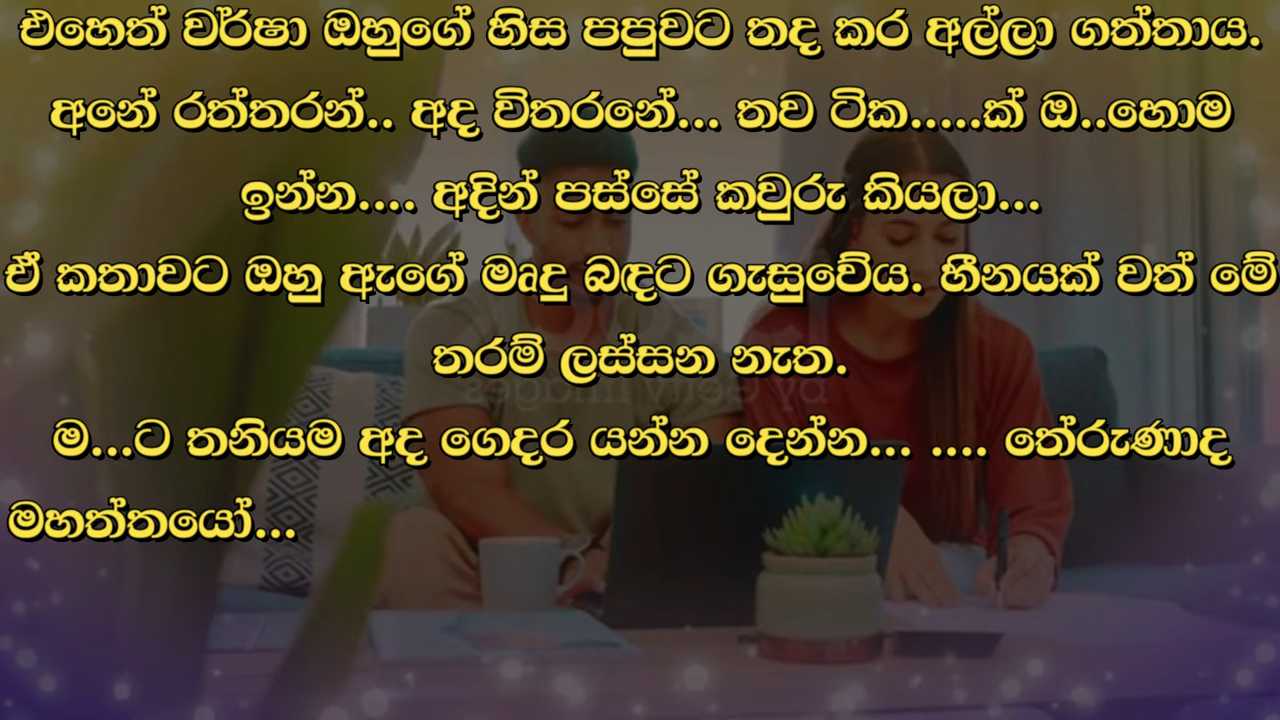 එහෙත් වර්ෂා ඔහුගේ හිස පපුවට තද කර අල්ලා ගත්තාය.
අනේ රත්තරන්.. අද විතරනේ... තව ටික.....ක් ඔ..හොම
ඉන්න.... අදින් පස්සේ කවුරු කියලා...
ඒ කතාවට ඔහු ඇගේ මෘදු බඳට ගැසුවේය. හීනයක් වත් මේ
තරම් ලස්සන නැත.
ම...ට තනියම අද ගෙදර යන්න දෙන්න... .... තේරුණාද
මහත්තයෝ...